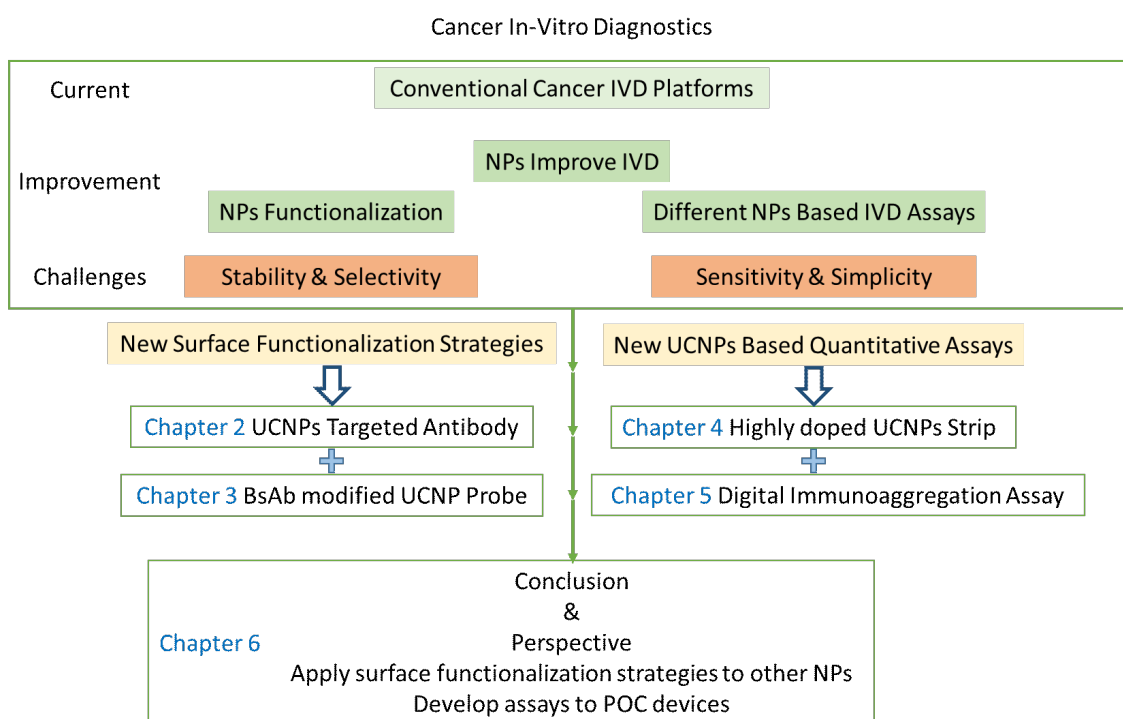 Cancer In-Vitro Diagnostics
Current
Conventional Cancer IVD Platforms
NPs Improve IVD
Improvement
NPs Functionalization
Different NPs Based IVD Assays
Challenges
Stability & Selectivity
Sensitivity & Simplicity
New Surface Functionalization Strategies
New UCNPs Based Quantitative Assays
Chapter 2 UCNPs Targeted Antibody
Chapter 4 Highly doped UCNPs Strip
Chapter 3 BsAb modified UCNP Probe
Chapter 5 Digital Immunoaggregation Assay
Conclusion
&
Perspective
Chapter 6
Apply surface functionalization strategies to other NPs
Develop assays to POC devices